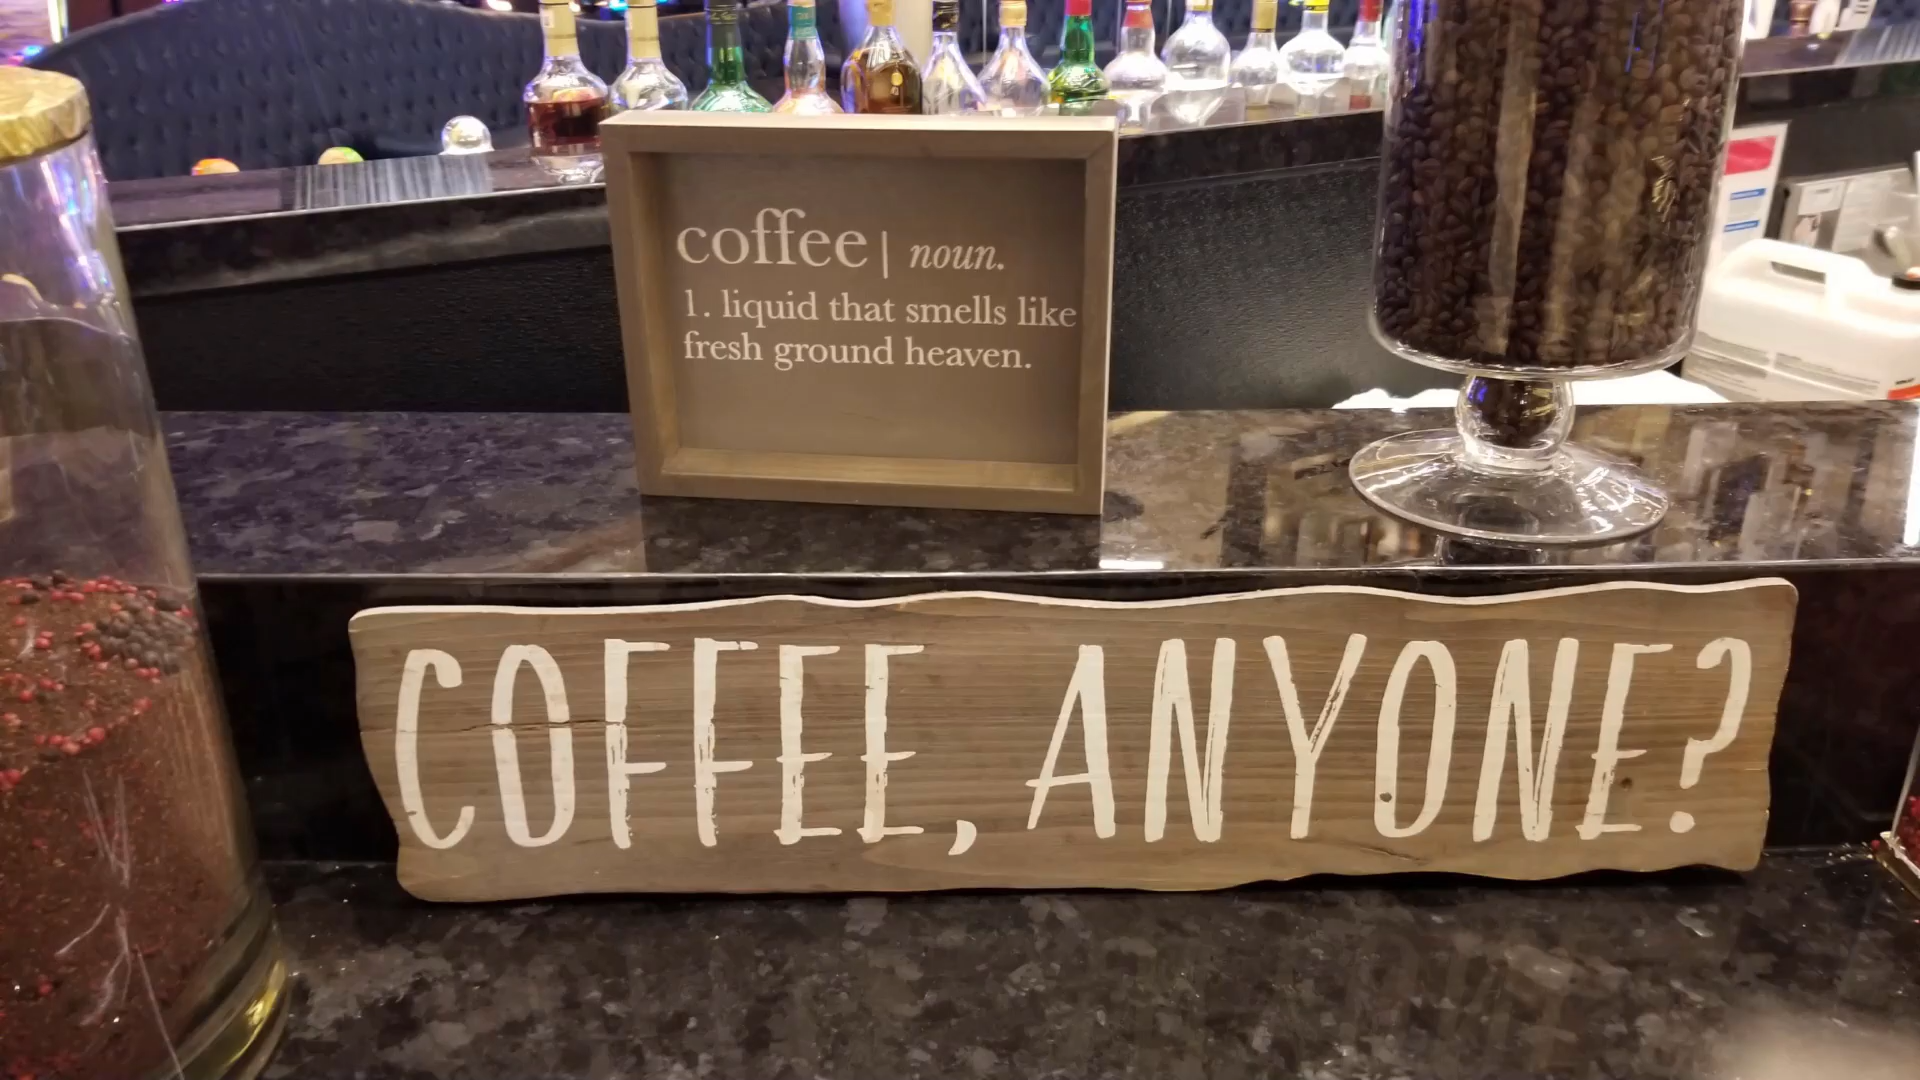 coffee | noun.
1. liquid that smells like
fresh ground heaven.
COFFEE, ANYONE?